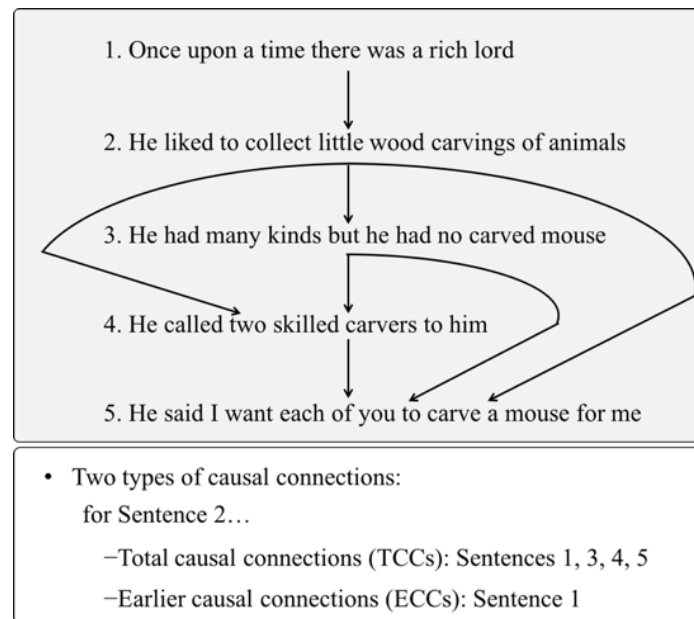 1. Once upon a time there was a rich lord
2. He liked to collect little wood carvings of animals
3. He had many kinds but he had no carved mouse
4. He called two skilled carvers to him
5. He said I want each of you to carve a mouse for me
• Two types of causal connections:
for Sentence 2…
−Total causal connections (TCCs): Sentences 1, 3, 4, 5
−Earlier causal connections (ECCs): Sentence 1